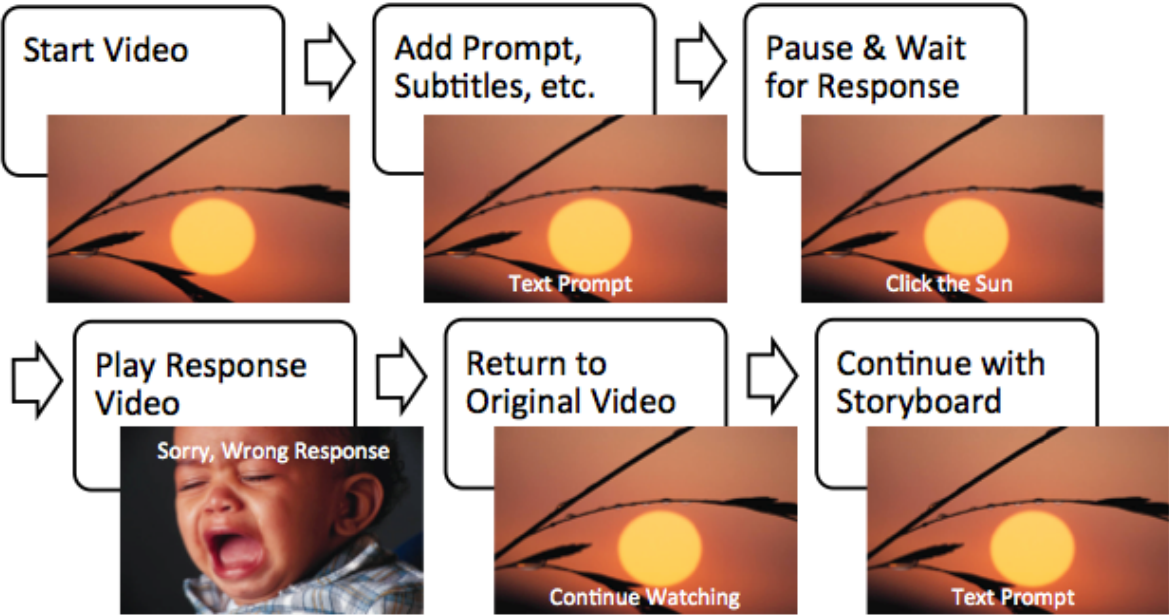 Start Video
Add Prompt,
Subtitles, etc.
Pause & Wait
for Response
Text Prompt
Click the Sun
Play Response
Video
Sorry, Wrong Response
Return to
Original Video
Continue Watching
Continue with
Storyboard
Text Prompt